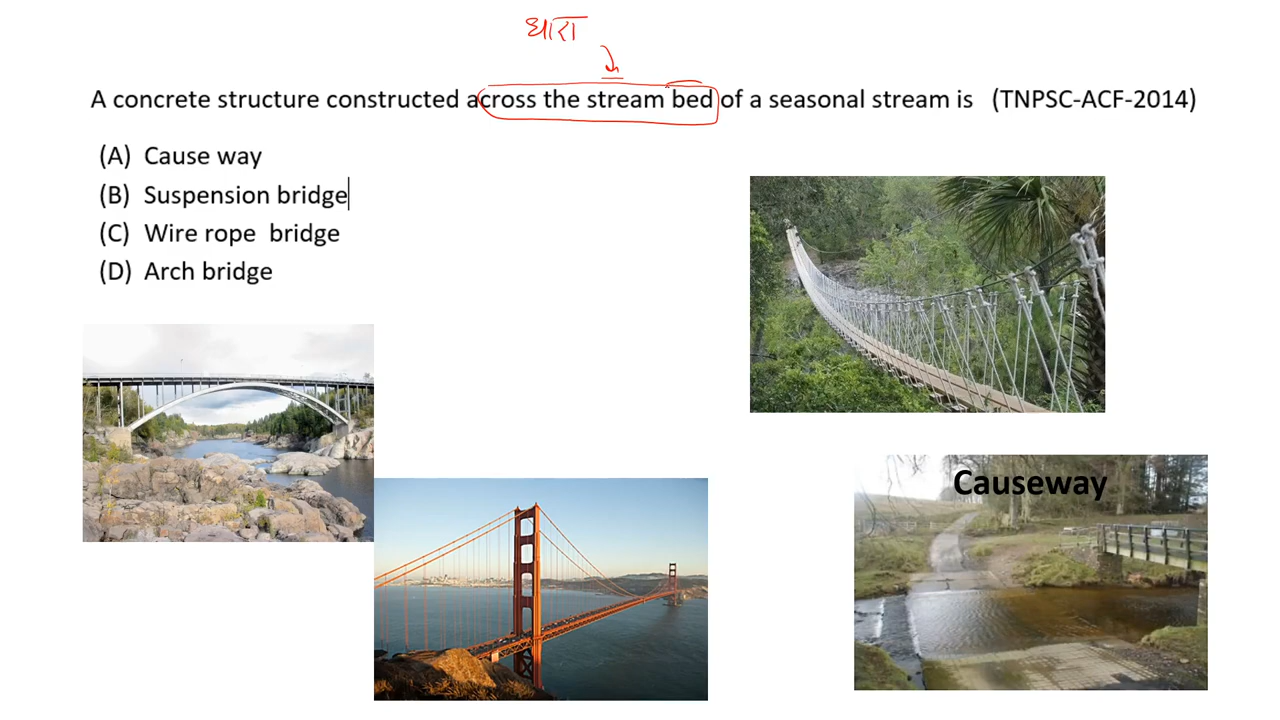 धारा
A concrete structure constructed across the stream bed of a seasonal stream is (TNPSC-ACF-2014)
(A) Cause way
(B) Suspension bridge
(C) Wire rope bridge
(D) Arch bridge
Causeway